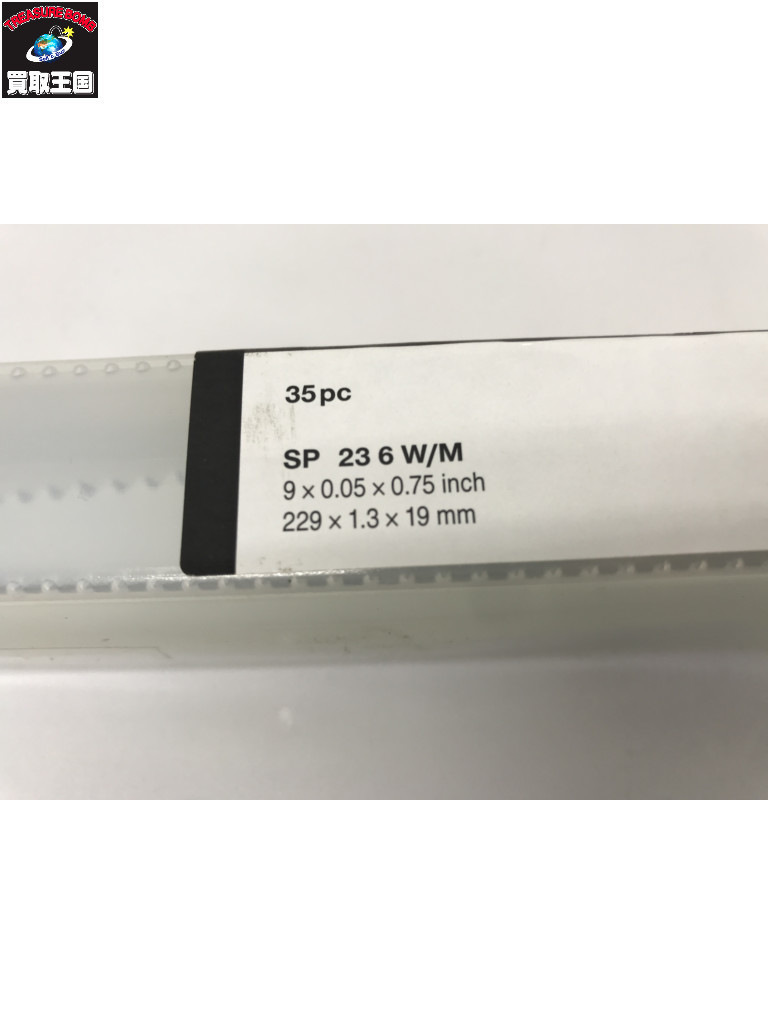 TREASURE BOMB
買取王国
35pc
SP 23 6 W/M
9 × 0.05 × 0.75 inch
229 × 1.3 × 19 mm